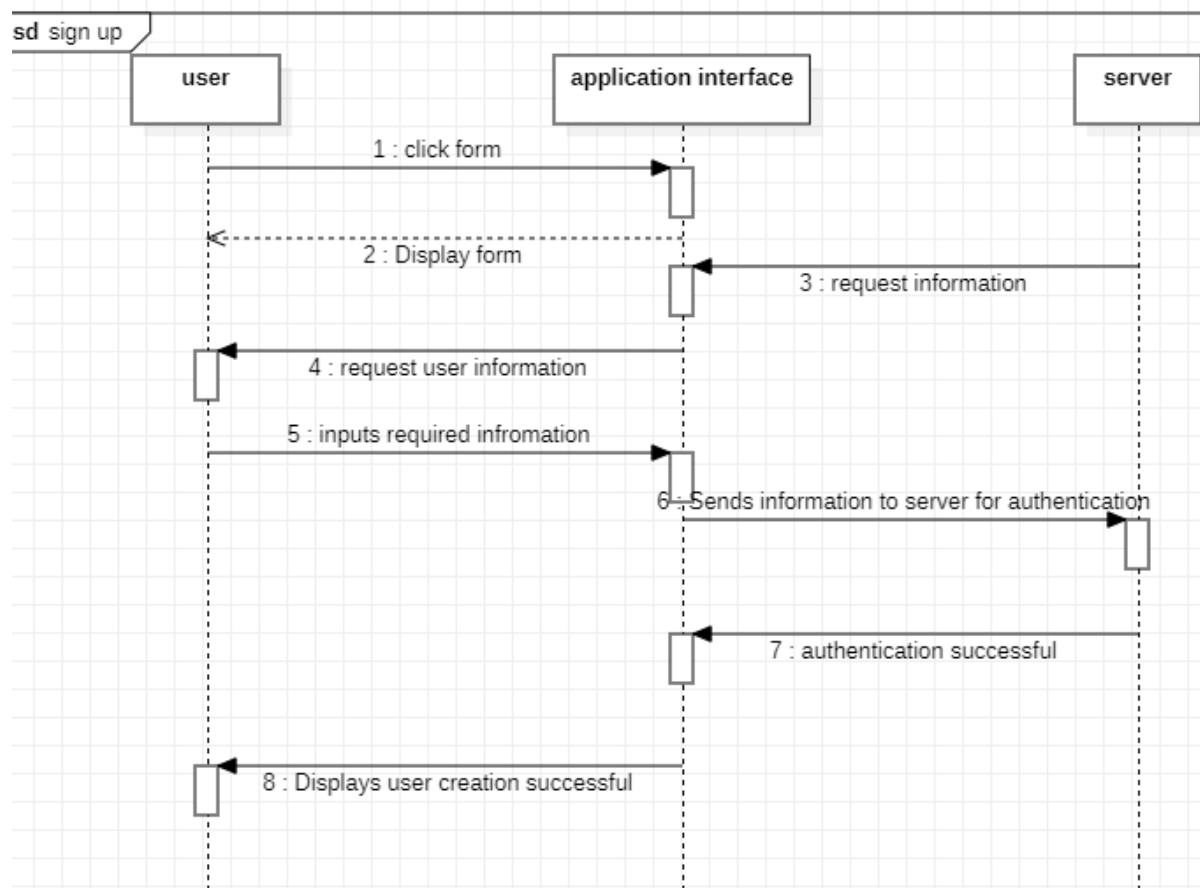 sd sign up
user
application interface
server
1 : click form
2 : Display form
3 : request information
4 : request user information
5 : inputs required infromation
6 : Sends information to server for authentication
7 : authentication successful
8 : Displays user creation successful